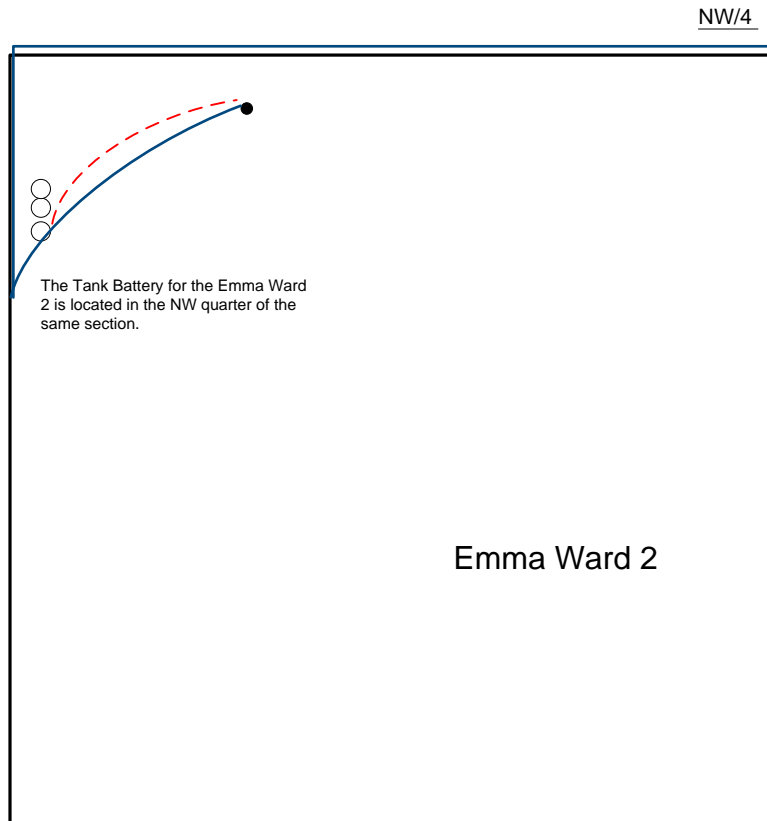 NW/4
The Tank Battery for the Emma Ward
2 is located in the NW quarter of the
same section.
Emma Ward 2